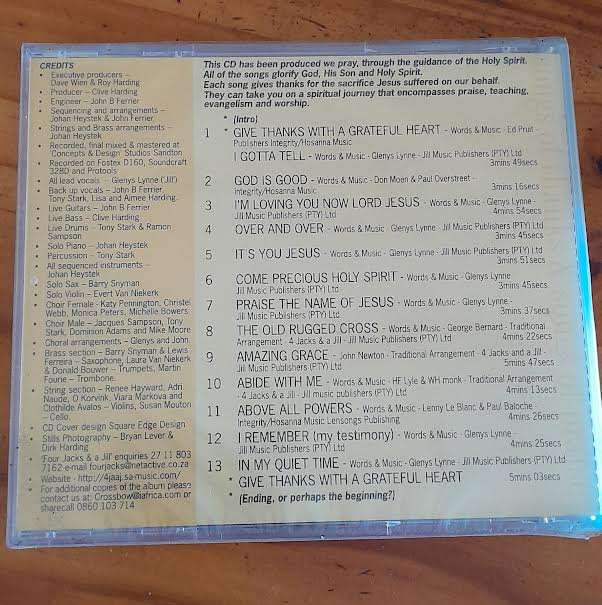 CREDITS
• Executive producers –
Dave Wien & Roy Harding
• Producer – Clive Harding
• Engineer – John B Ferrier
• Sequencing and arrangements –
Johan Heystek & John Ferrier.
• Strings and Brass arrangements –
Johan Heystek
• Recorded, final mixed & mastered at
'Concepts & Design' Studios Sandton
• Recorded on Fostex D160, Soundcraft
328D and Protools
• All lead vocals – Glenys Lynne ('Jill')
• Back up vocals – John B Ferrier,
Tony Stark, Lisa and Aimee Harding.
• Live Guitars – John B Ferrier.
• Live Bass – Clive Harding
• Live Drums – Tony Stark & Ramon
Sampson
• Solo Piano – Johan Heystek
• Percussion – Tony Stark
• All sequenced instruments –
Johan Heystek
• Solo Sax – Barry Snyman
• Solo Violin – Evert Van Niekerk
• Choir Female - Katy Pennington, Christel
Webb, Monica Peters, Michelle Bowers
• Choir Male – Jacques Sampson, Tony
Stark, Dominion Adams and Mike Moore
• Choral arrangements – Glenys and John
• Brass section – Barry Snyman & Lewis
Ferreira - Saxophone, Laura Van Niekerk
& Donald Bouwer – Trumpets, Martin
Fourie – Trombone.
• String section – Renee Hayward, Adri
Naude, O Korvink, Viara Markova and
Clothilde Avalos – Violins, Susan Mouton
– Cello.
• CD Cover design Square Edge Design
• Stills Photography – Bryan Lever &
Dirk Harding
• 'Four Jacks & a Jill' enquiries 27 11 803
7162 e-mail fourjacks@netactive.co.za
• Website - http://4jaaj.sa-music.com/
• For additional copies of the album please
contact us at: Crossbow@iafrica.com or
sharecall 0860 103 714
This CD has been produced we pray, through the guidance of the Holy Spirit.
All of the songs glorify God, His Son and Holy Spirit.
Each song gives thanks for the sacrifice Jesus suffered on our behalf.
They can take you on a spiritual journey that encompasses praise, teaching,
evangelism and worship.
* (Intro)
1 * GIVE THANKS WITH A GRATEFUL HEART - Words & Music - Ed Pruit -
Publishers Integrity/Hosanna Music
I GOTTA TELL - Words & Music - Glenys Lynne - Jill Music Publishers (PTY) Ltd
3mins 49secs
2 GOD IS GOOD - Words & Music - Don Moen & Paul Overstreet -
Integrity/Hosanna Music 3mins 16secs
3 I'M LOVING YOU NOW LORD JESUS - Words & Music - Glenys Lynne -
Jill Music Publishers (PTY) Ltd 4mins 54secs
4 OVER AND OVER - Words & Music - Glenys Lynne - Jill Music Publishers (PTY) Ltd
3mins 45secs
5 IT S YOU JESUS - Words & Music - Glenys Lynne - Jill Music Publishers (PTY) Ltd
3mins 51secs
6 COME PRECIOUS HOLY SPIRIT - Words & Music - Glenys Lynne
Jill Music Publishers (PTY) Ltd 3mins 45secs
7 PRAISE THE NAME OF JESUS - Words & Music - Glenys Lynne -
Jill Music Publishers (PTY) Ltd 3mins 37secs
8 THE OLD RUGGED CROSS - Words & Music - George Bernard - Traditional
Arrangement - 4 Jacks & a Jill - Jill Music Publishers (PTY) Ltd 4mins 22secs
9 AMAZING GRACE - John Newton - Traditional Arrangement - 4 Jacks and a Jill -
Jill Music Publishers (PTY) Ltd 5mins 47secs
10 ABIDE WITH ME - Words & Music - HF Lyle & WH monk - Traditional Arrangement
- 4 Jacks & a Jill - Jill music publishers (PTY) Ltd 4mins 13secs
11 ABOVE ALL POWERS - Words & Music - Lenny Le Blanc & Paul Baloche -
Integrity/Hosanna Music Lensongs Publishing 4mins 26secs
12 I REMEMBER (my testimony) - Words & Music - Glenys Lynne -
Jill Music Publishers (PTY) Ltd 4mins 25secs
13 IN MY QUIET TIME - Words & Music - Glenys Lynne - Jill Music Publishers (PTY) Ltd.
* GIVE THANKS WITH A GRATEFUL HEART 5mins 03secs
* (Ending, or perhaps the beginning?)